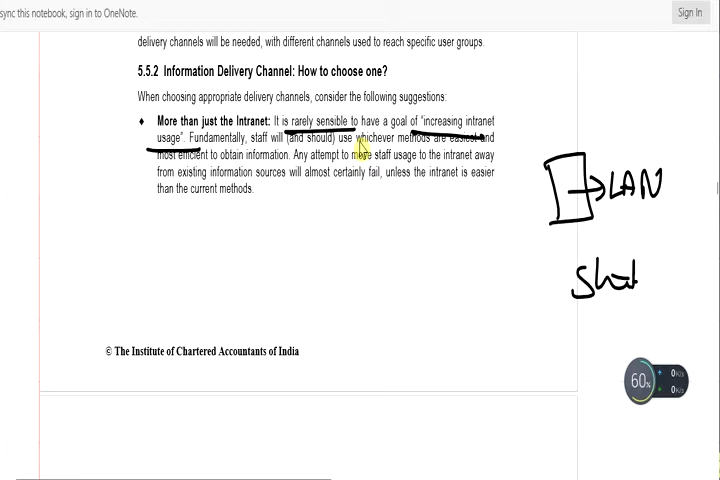 sync this notebook, sign in to OneNote.
Sign In
delivery channels will be needed, with different channels used to reach specific user groups.
5.5.2 Information Delivery Channel: How to choose one?
When choosing appropriate delivery channels, consider the following suggestions:
♦ More than just the Intranet: It is rarely sensible to have a goal of "increasing intranet
usage". Fundamentally, staff will (and should) use whichever methods are easiest and
most efficient to obtain information. Any attempt to move staff usage to the intranet away
from existing information sources will almost certainly fail, unless the intranet is easier
than the current methods.
LAN
© The Institute of Chartered Accountants of India
60%
+ 0K/s
+ 0K/s